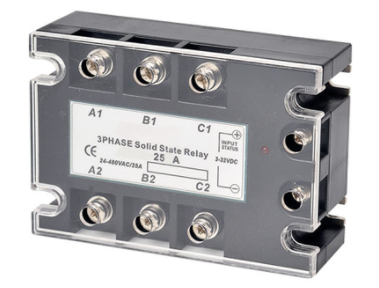 A1 B1 C1
3PHASE Solid State Relay
25 A
CE 24-480VAC/25A
A2 B2 C2
+
INPUT
STATUS
3-32VDC
-